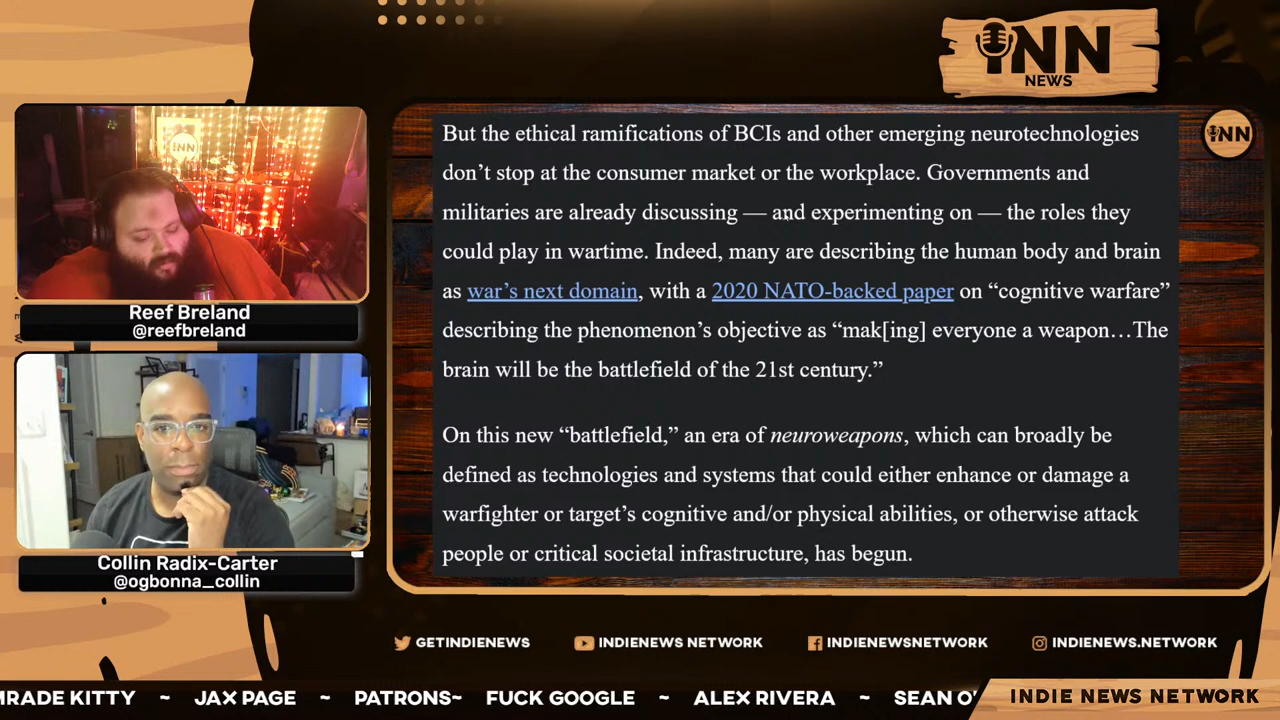 INN
NEWS
INN
But the ethical ramifications of BCIs and other emerging neurotechnologies
don’t stop at the consumer market or the workplace. Governments and
militaries are already discussing — and experimenting on — the roles they
could play in wartime. Indeed, many are describing the human body and brain
as war’s next domain, with a 2020 NATO-backed paper on “cognitive warfare”
describing the phenomenon’s objective as “mak[ing] everyone a weapon…The
brain will be the battlefield of the 21st century.”
On this new “battlefield,” an era of neuroweapons, which can broadly be
defined as technologies and systems that could either enhance or damage a
warfighter or target’s cognitive and/or physical abilities, or otherwise attack
people or critical societal infrastructure, has begun.
INN
Reef Breland
@reefbreland
Collin Radix-Carter
@ogbonna_collin
GETINDIENEWS
INDIENEWS NETWORK
INDIENEWSNETWORK
INDIENEWS.NETWORK
MRADE KITTY ~ JAX PAGE ~ PATRONS~ FUCK GOOGLE ~ ALEX RIVERA ~ SEAN O'
INDIE NEWS NETWORK